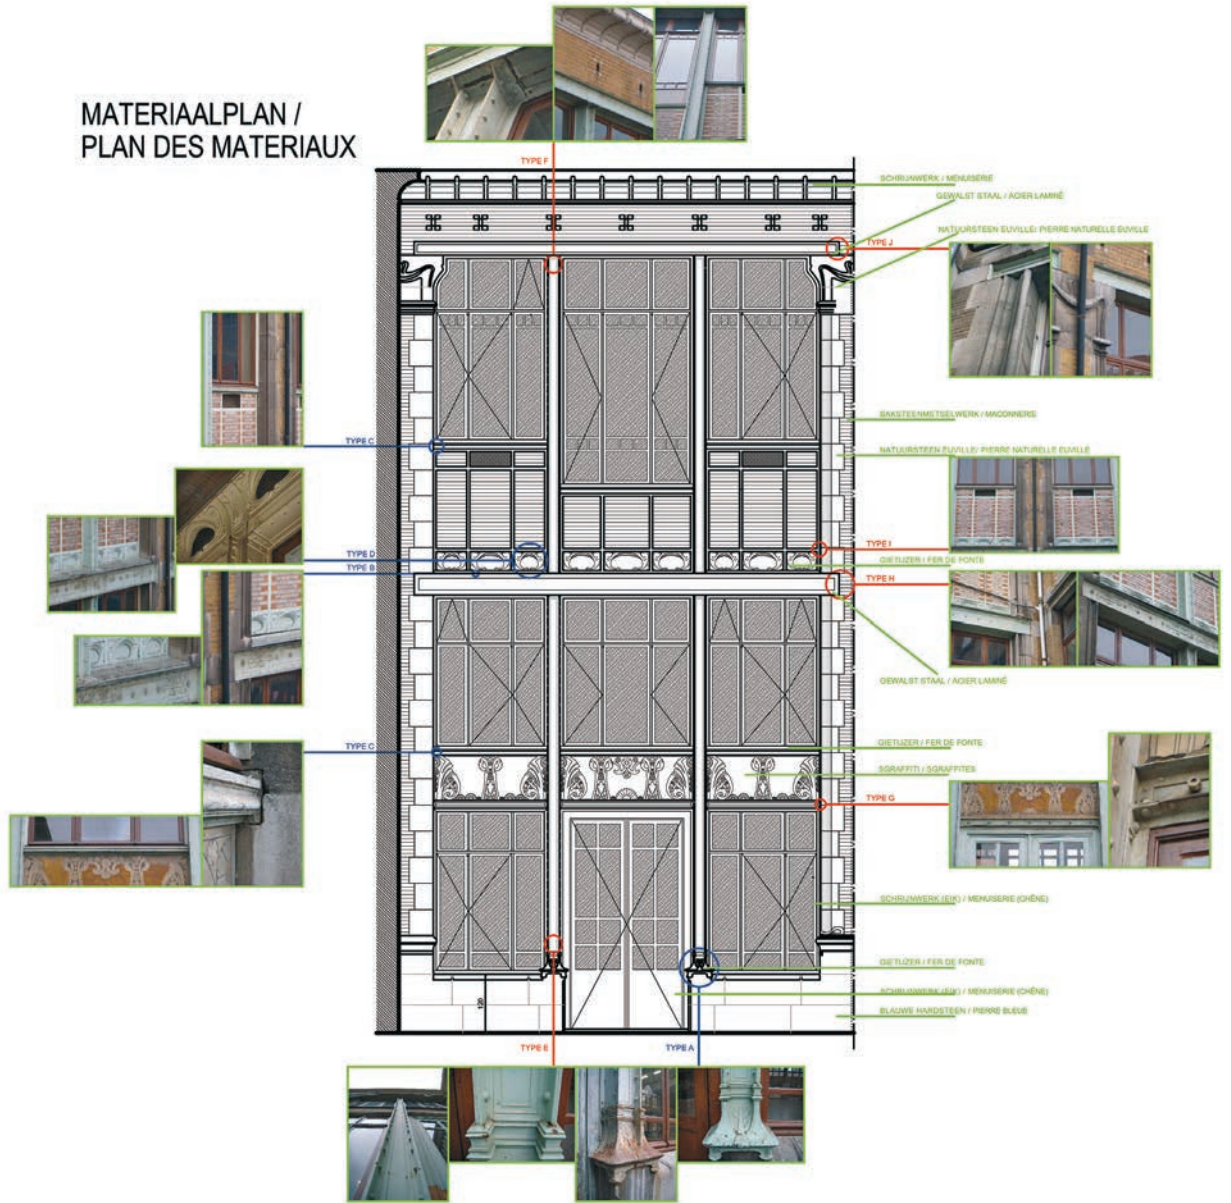 MATERIAALPLAN /
PLAN DES MATERIAUX
TYPE F
SCHRIJNWERK / MENUISERIE
GEWALST STAAL / ACIER LAMINÉ
NATUURSTEEN EUVILLE/ PIERRE NATURELLE EUVILLE
TYPE J
BAKSTEENMETSELWERK / MACONNERIE
TYPE C
NATUURSTEEN EUVILLE/ PIERRE NATURELLE EUVILLE
TYPE I
TYPE D
GIETIJZER / FER DE FONTE
TYPE B
TYPE H
GEWALST STAAL / ACIER LAMINÉ
TYPE C
GIETIJZER / FER DE FONTE
SGRAFFITI / SGRAFFITES
TYPE G
SCHRIJNWERK (EIK) / MENUISERIE (CHÊNE)
GIETIJZER / FER DE FONTE
SCHRIJNWERK (EIK) / MENUISERIE (CHÊNE)
120
BLAUWE HARDSTEEN / PIERRE BLEUE
TYPE E
TYPE A